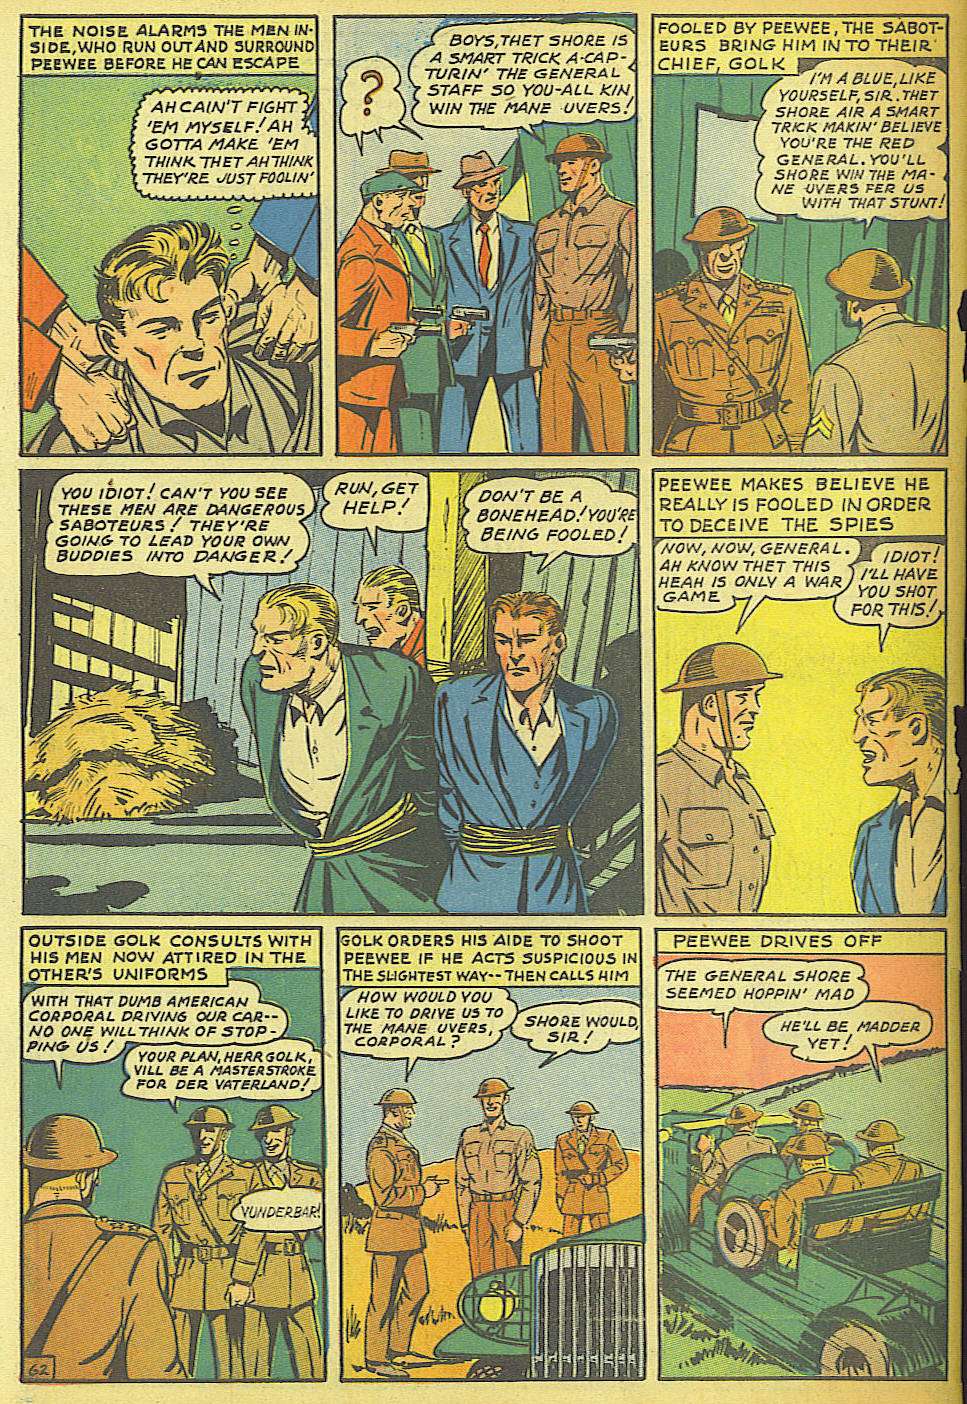 THE NOISE ALARMS THE MEN IN-
SIDE, WHO RUN OUT AND SURROUND
PEEWEE BEFORE HE CAN ESCAPE
AH CAIN'T FIGHT
'EM MYSELF! AH
GOTTA MAKE 'EM
THINK THET AH THINK
THEY'RE JUST FOOLIN'
?
BOYS, THET SHORE IS
A SMART TRICK A-CAP-
TURIN' THE GENERAL
STAFF SO YOU-ALL KIN
WIN THE MANE UVERS!
FOOLED BY PEEWEE, THE SABOT-
EURS BRING HIM IN TO THEIR
CHIEF, GOLK
I'M A BLUE, LIKE
YOURSELF, SIR. THET
SHORE AIR A SMART
TRICK MAKIN' BELIEVE
YOU'RE THE RED
GENERAL. YOU'LL
SHORE WIN THE MA-
NE UVERS FER US
WITH THAT STUNT!
YOU IDIOT! CAN'T YOU SEE
THESE MEN ARE DANGEROUS
SABOTEURS! THEY'RE
GOING TO LEAD YOUR OWN
BUDDIES INTO DANGER!
RUN, GET
HELP!
DON'T BE A
BONEHEAD! YOU'RE
BEING FOOLED!
PEEWEE MAKES BELIEVE HE
REALLY IS FOOLED IN ORDER
TO DECEIVE THE SPIES
NOW, NOW, GENERAL.
AH KNOW THET THIS
HEAH IS ONLY A WAR
GAME
IDIOT!
I'LL HAVE
YOU SHOT
FOR THIS!
OUTSIDE GOLK CONSULTS WITH
HIS MEN NOW ATTIRED IN THE
OTHER'S UNIFORMS
WITH THAT DUMB AMERICAN
CORPORAL DRIVING OUR CAR--
NO ONE WILL THINK OF STOP-
PING US!
YOUR PLAN, HERR GOLK,
VILL BE A MASTERSTROKE
FOR DER VATERLAND!
VUNDERBAR!
62
GOLK ORDERS HIS AIDE TO SHOOT
PEEWEE IF HE ACTS SUSPICIOUS IN
THE SLIGHTEST WAY--THEN CALLS HIM
HOW WOULD YOU
LIKE TO DRIVE US TO
THE MANE UVERS,
CORPORAL?
SHORE WOULD,
SIR!
PEEWEE DRIVES OFF
THE GENERAL SHORE
SEEMED HOPPIN' MAD
HE'LL BE MADDER
YET!